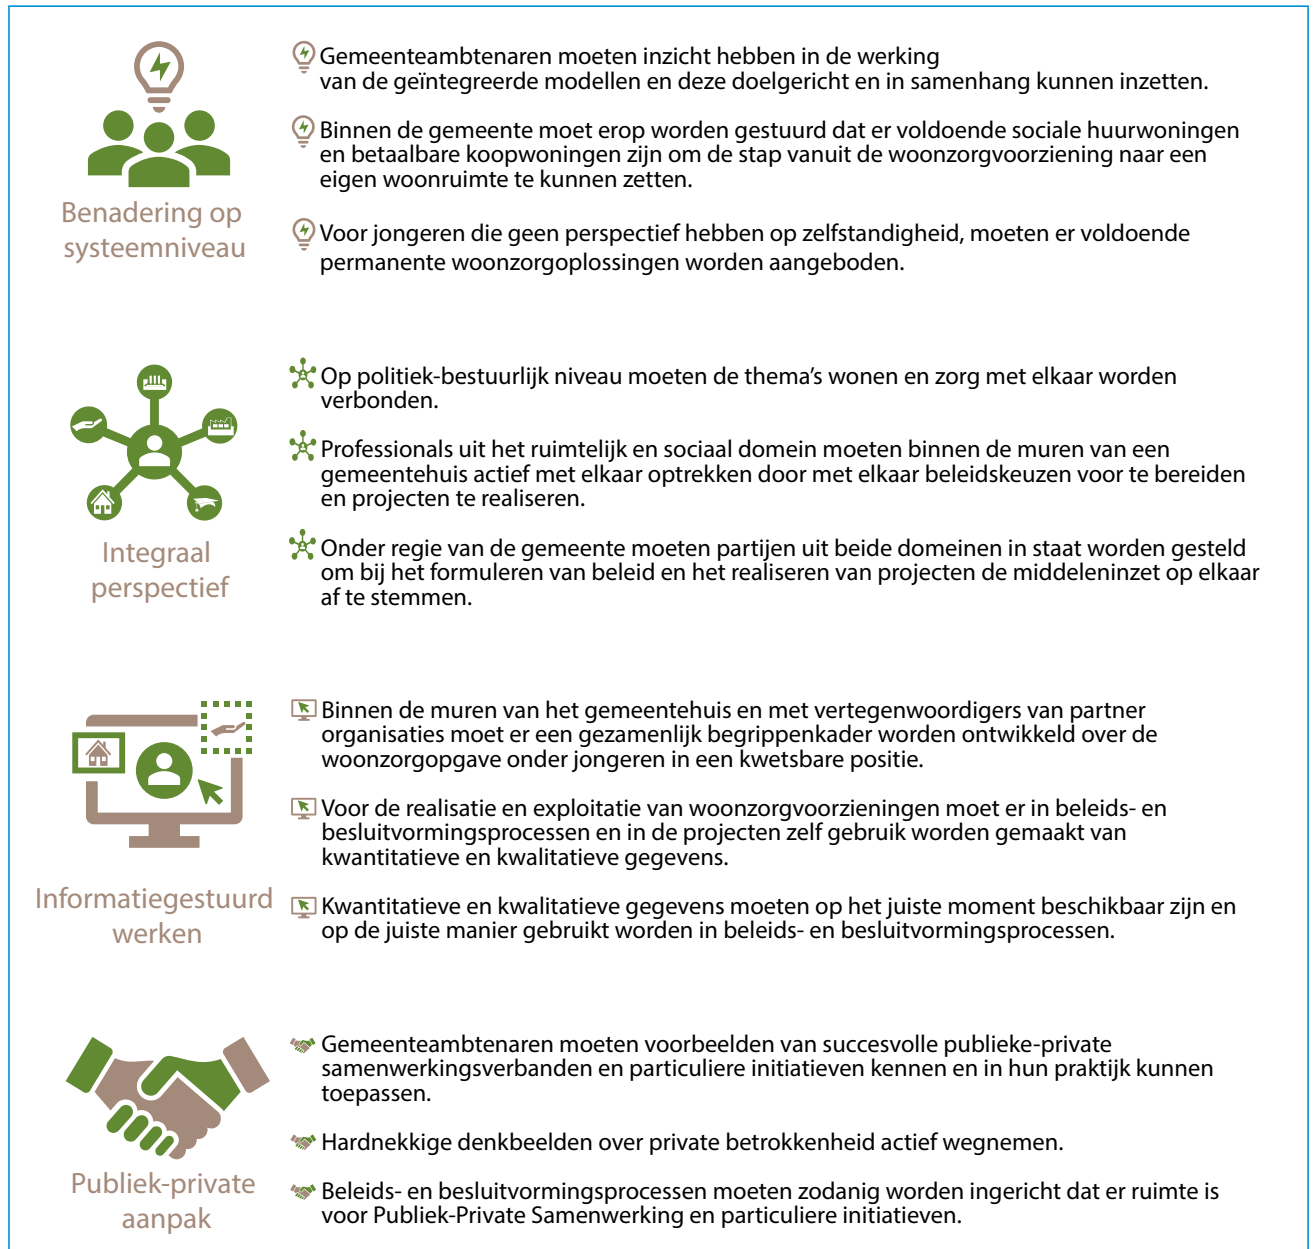 Benadering op
systeemniveau
Gemeenteambtenaren moeten inzicht hebben in de werking
van de geïntegreerde modellen en deze doelgericht en in samenhang kunnen inzetten.
Binnen de gemeente moet erop worden gestuurd dat er voldoende sociale huurwoningen
en betaalbare koopwoningen zijn om de stap vanuit de woonzorgvoorziening naar een
eigen woonruimte te kunnen zetten.
Voor jongeren die geen perspectief hebben op zelfstandigheid, moeten er voldoende
permanente woonzorgoplossingen worden aangeboden.
Integraal
perspectief
Op politiek-bestuurlijk niveau moeten de thema’s wonen en zorg met elkaar worden
verbonden.
Professionals uit het ruimtelijk en sociaal domein moeten binnen de muren van een
gemeentehuis actief met elkaar optrekken door met elkaar beleidskeuzen voor te bereiden
en projecten te realiseren.
Onder regie van de gemeente moeten partijen uit beide domeinen in staat worden gesteld
om bij het formuleren van beleid en het realiseren van projecten de middeleninzet op elkaar
af te stemmen.
Informatiegestuurd
werken
Binnen de muren van het gemeentehuis en met vertegenwoordigers van partner
organisaties moet er een gezamenlijk begrippenkader worden ontwikkeld over de
woonzorgopgave onder jongeren in een kwetsbare positie.
Voor de realisatie en exploitatie van woonzorgvoorzieningen moet er in beleids- en
besluitvormingsprocessen en in de projecten zelf gebruik worden gemaakt van
kwantitatieve en kwalitatieve gegevens.
Kwantitatieve en kwalitatieve gegevens moeten op het juiste moment beschikbaar zijn en
op de juiste manier gebruikt worden in beleids- en besluitvormingsprocessen.
Publiek-private
aanpak
Gemeenteambtenaren moeten voorbeelden van succesvolle publieke-private
samenwerkingsverbanden en particuliere initiatieven kennen en in hun praktijk kunnen
toepassen.
Hardnekkige denkbeelden over private betrokkenheid actief wegnemen.
Beleids- en besluitvormingsprocessen moeten zodanig worden ingericht dat er ruimte is
voor Publiek-Private Samenwerking en particuliere initiatieven.